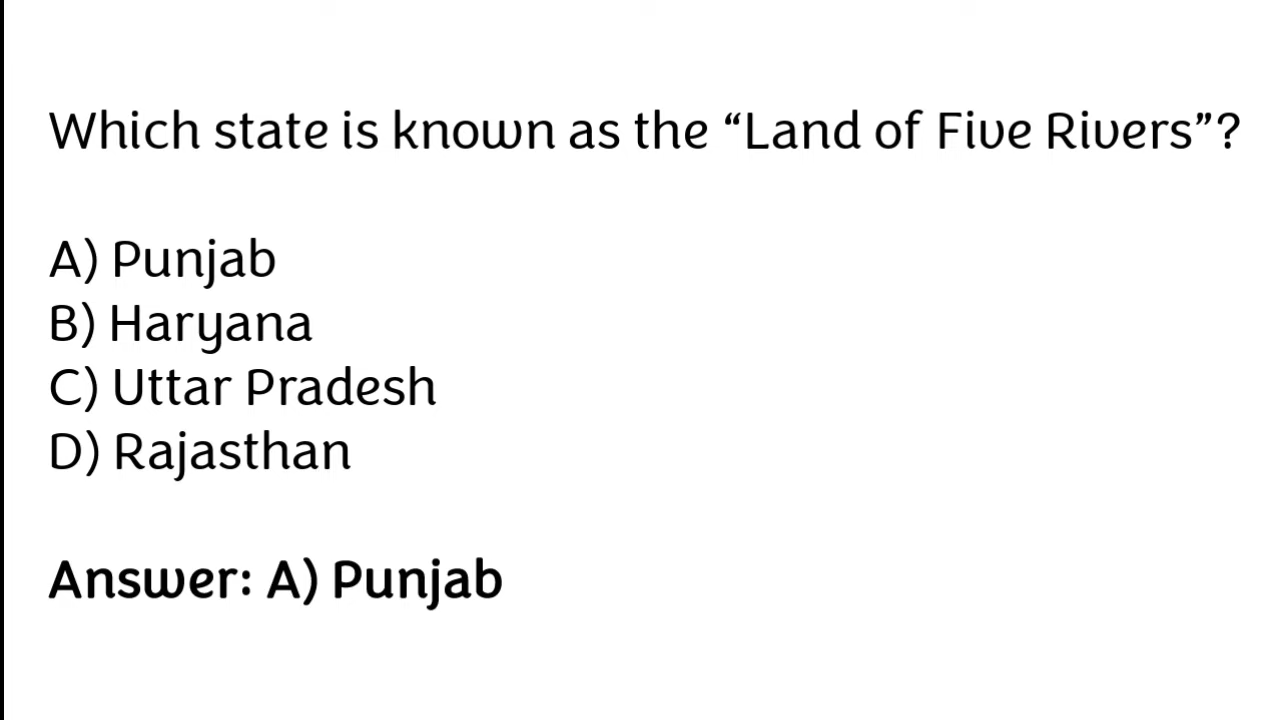 Which state is known as the “Land of Five Rivers”?
A) Punjab
B) Haryana
C) Uttar Pradesh
D) Rajasthan
Answer: A) Punjab